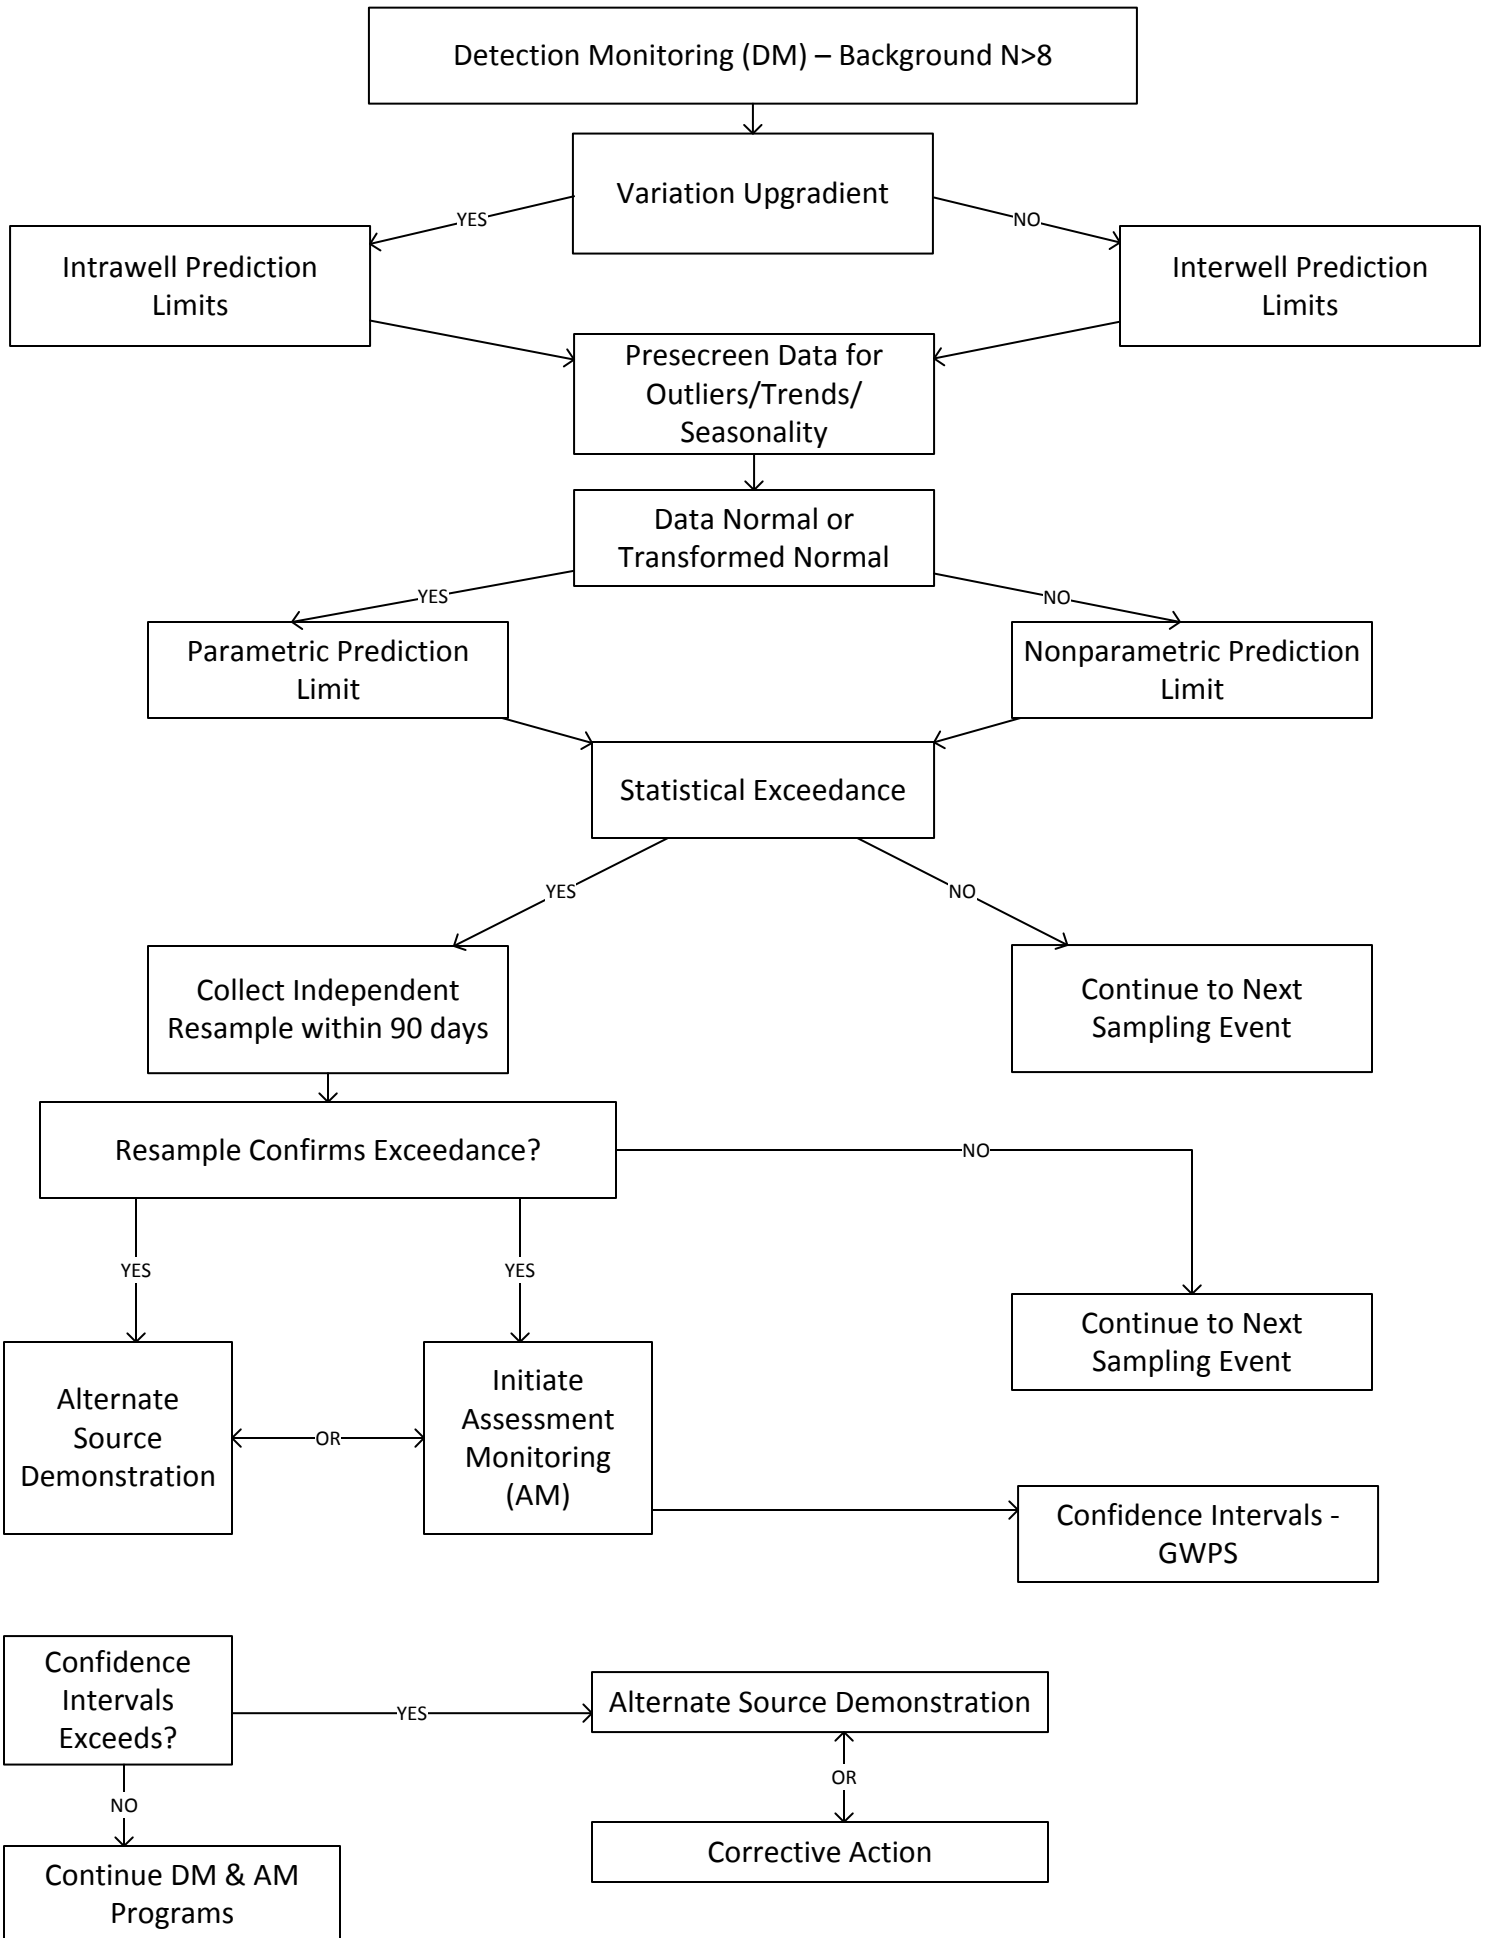 Detection Monitoring (DM) – Background N>8
Variation Upgradient
YES
NO
Intrawell Prediction
Limits
Interwell Prediction
Limits
Presecreen Data for
Outliers/Trends/
Seasonality
Data Normal or
Transformed Normal
YES
NO
Parametric Prediction
Limit
Nonparametric Prediction
Limit
Statistical Exceedance
YES
NO
Collect Independent
Resample within 90 days
Continue to Next
Sampling Event
Resample Confirms Exceedance?
NO
YES
YES
Continue to Next
Sampling Event
Alternate
Source
Demonstration
OR
Initiate
Assessment
Monitoring
(AM)
Confidence Intervals -
GWPS
Confidence
Intervals
Exceeds?
YES
Alternate Source Demonstration
OR
NO
Corrective Action
Continue DM & AM
Programs